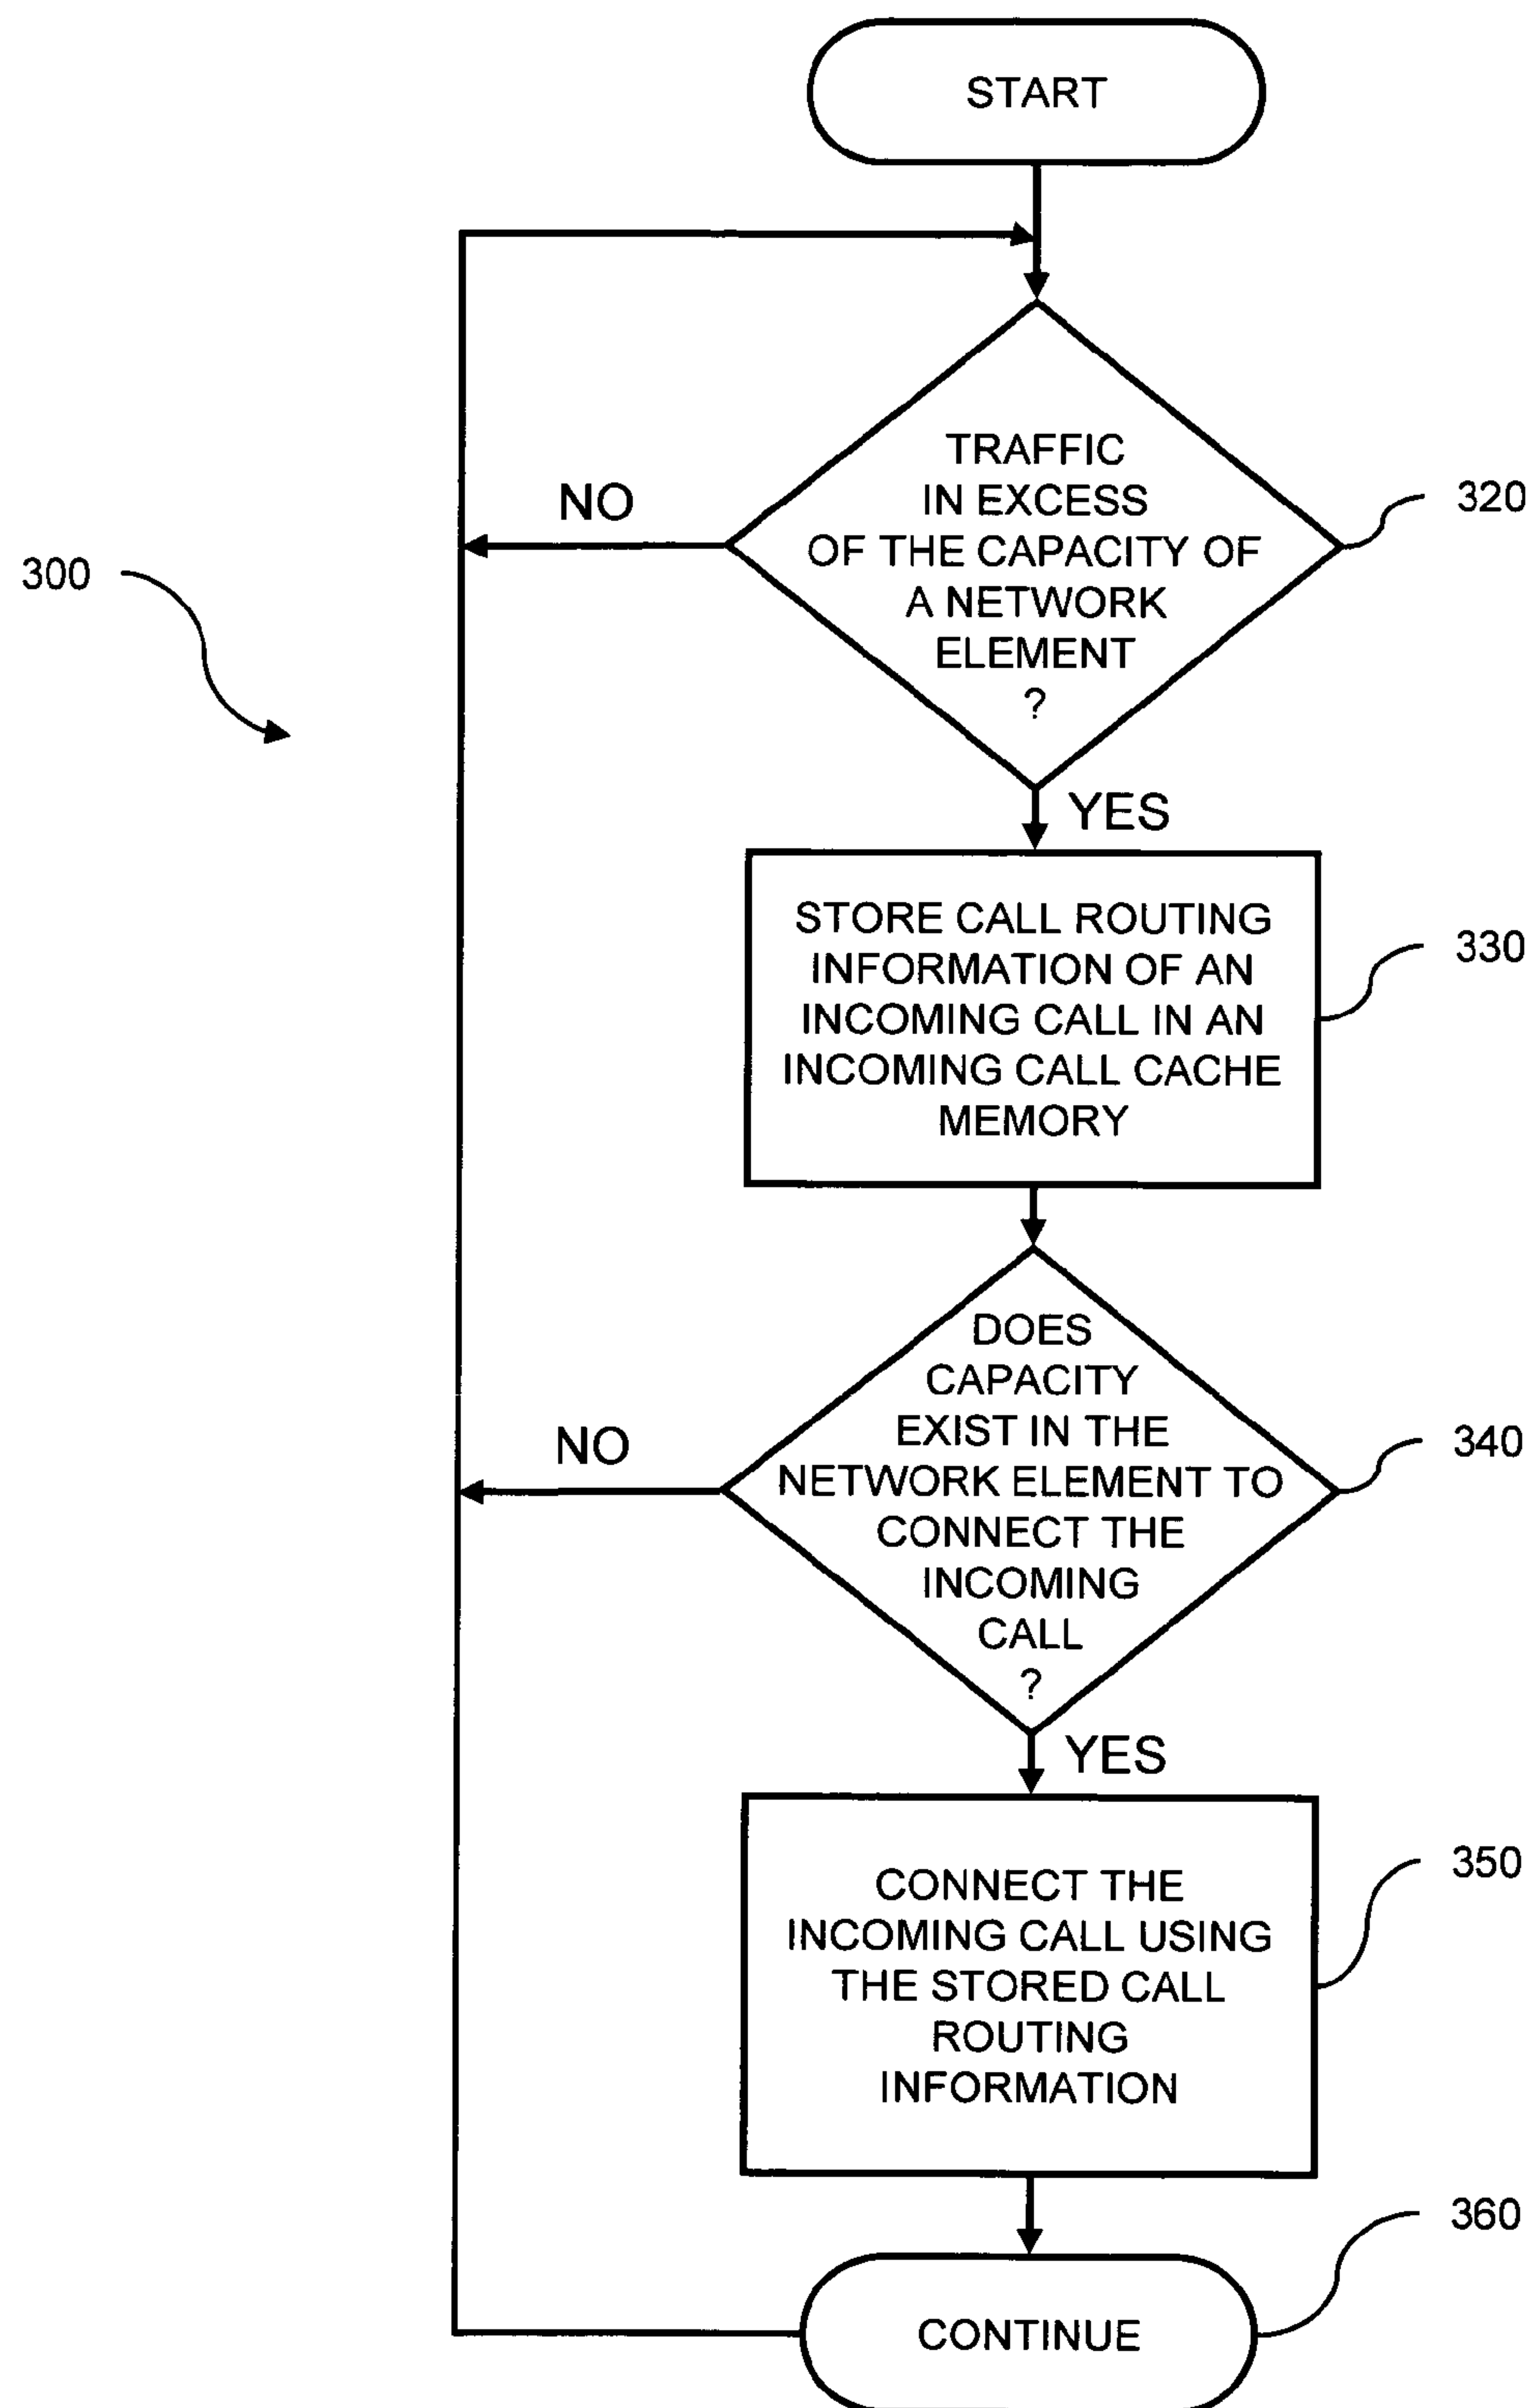 START
TRAFFIC
IN EXCESS
OF THE CAPACITY OF
A NETWORK
ELEMENT
?
NO
320
300
YES
STORE CALL ROUTING
INFORMATION OF AN
INCOMING CALL IN AN
INCOMING CALL CACHE
MEMORY
330
DOES
CAPACITY
EXIST IN THE
NETWORK ELEMENT TO
CONNECT THE
INCOMING
CALL
?
NO
340
YES
CONNECT THE
INCOMING CALL USING
THE STORED CALL
ROUTING
INFORMATION
350
360
CONTINUE